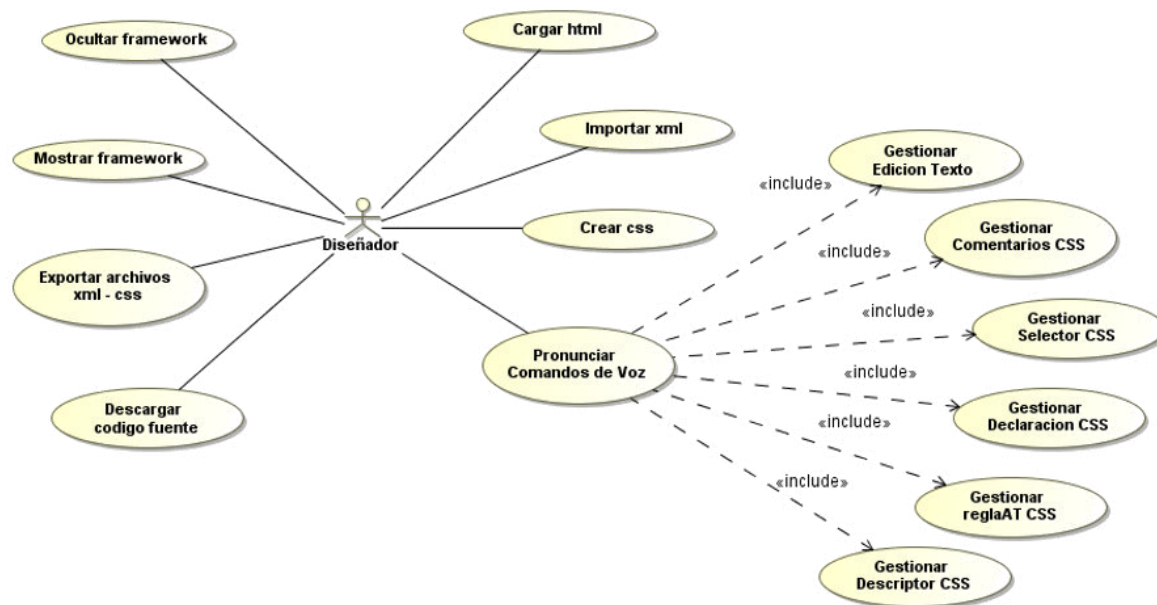 Ocultar framework
Cargar html
Mostrar framework
Importar xml
Diseñador
Crear css
Exportar archivos
xml - css
Descargar
codigo fuente
Pronunciar
Comandos de Voz
«include»
Gestionar
Edicion Texto
«include»
Gestionar
Comentarios CSS
«include»
Gestionar
Selector CSS
«include»
Gestionar
Declaracion CSS
«include»
Gestionar
reglaAT CSS
«include»
Gestionar
Descriptor CSS